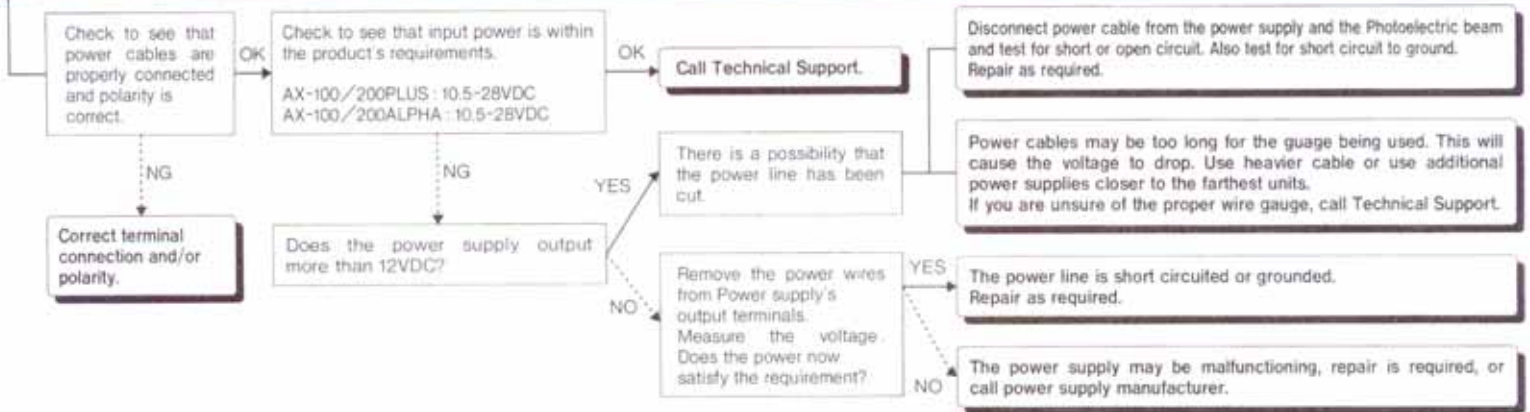 Check to see that
power cables are
properly connected
and polarity is
correct.
OK
Check to see that input power is within
the product's requirements.
AX-100/200PLUS : 10.5-28VDC
AX-100/200ALPHA : 10.5-28VDC
OK
Call Technical Support.
NG
Correct terminal
connection and/or
polarity.
NG
Does the power supply output
more than 12VDC?
YES
There is a possibility that
the power line has been
cut.
Disconnect power cable from the power supply and the Photoelectric beam
and test for short or open circuit. Also test for short circuit to ground.
Repair as required.
Power cables may be too long for the guage being used. This will
cause the voltage to drop. Use heavier cable or use additional
power supplies closer to the farthest units.
If you are unsure of the proper wire gauge, call Technical Support.
NO
Remove the power wires
from Power supply's
output terminals.
Measure the voltage.
Does the power now
satisfy the requirement?
YES
The power line is short circuited or grounded.
Repair as required.
NO
The power supply may be malfunctioning, repair is required, or
call power supply manufacturer.